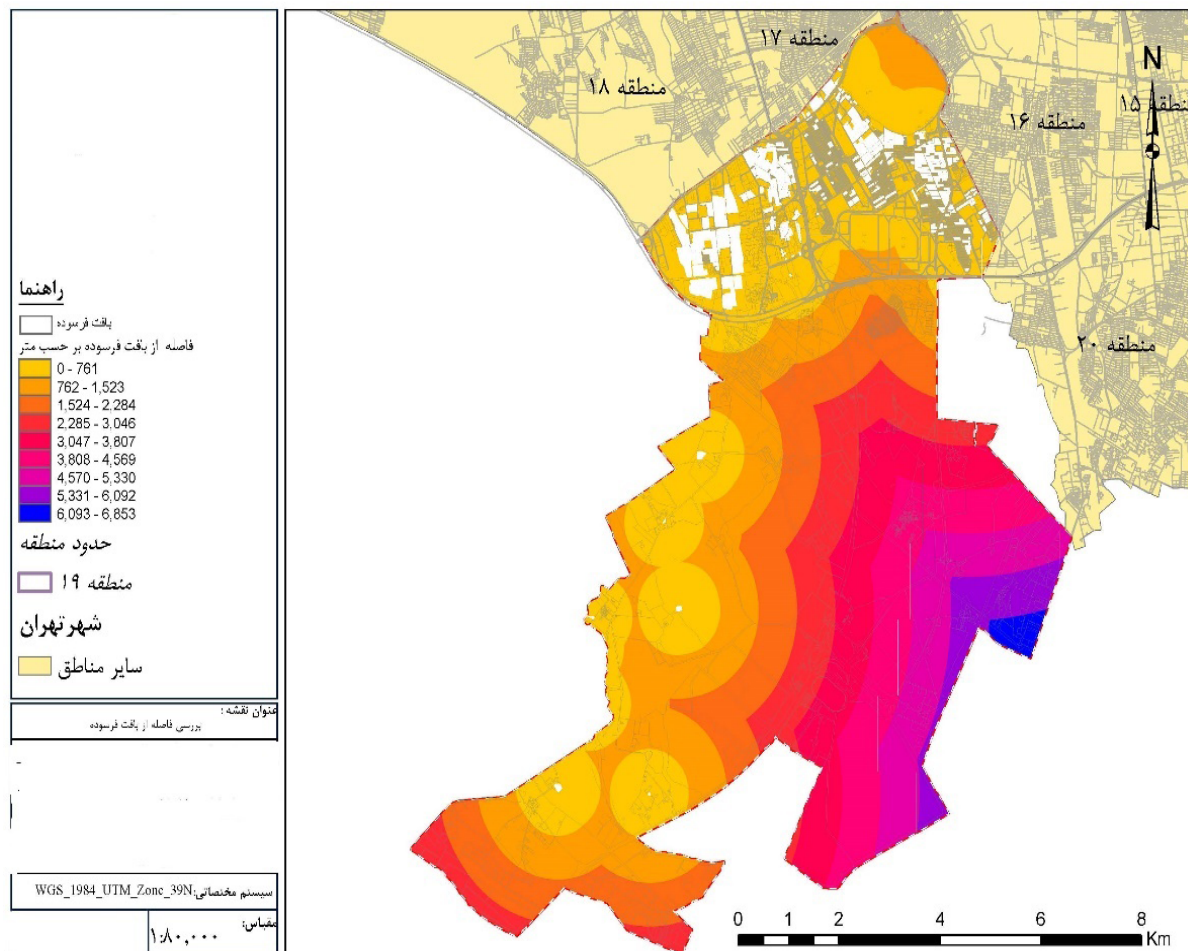 راهنما
بافت فرسوده
فاصله از بافت فرسوده بر حسب متر
0 - 761
762 - 1,523
1,524 - 2,284
2,285 - 3,046
3,047 - 3,807
3,808 - 4,569
4,570 - 5,330
5,331 - 6,092
6,093 - 6,853
حدود منطقه
منطقه ۱۹
شهر تهران
سایر مناطق
عنوان نقشه :
بررسی فاصله از بافت فرسوده
سیستم مختصاتی:WGS_1984_UTM_Zone_39N
مقیاس:
۱:۸۰,۰۰۰
منطقه ۱۷
منطقه ۱۸
منطقه ۱۶
منطقه ۱۵
منطقه ۲۰
N
0 1 2 4 6 8
Km